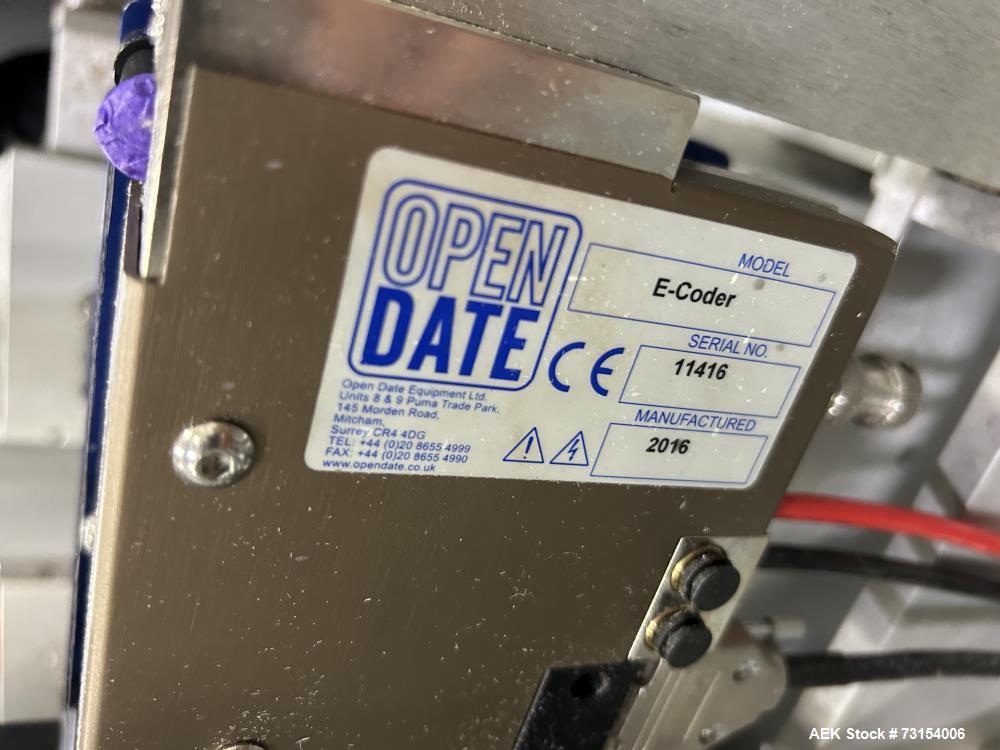 OPEN
DATE
Open Date Equipment Ltd.
Units 8 & 9 Puma Trade Park,
145 Morden Road,
Mitcham,
Surrey CR4 4DG
TEL: +44 (0)20 8655 4999
FAX: +44 (0)20 8655 4990
www.opendate.co.uk
CE
MODEL
E-Coder
SERIAL NO.
11416
MANUFACTURED
2016
AEK Stock # 73154006